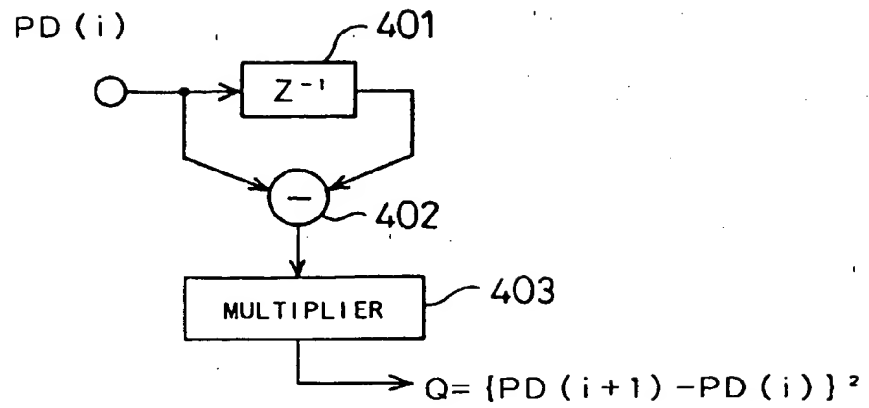 PD (i)
401
Z⁻¹
−
402
MULTIPLIER
403
Q= {PD (i+1) −PD (i)} ²